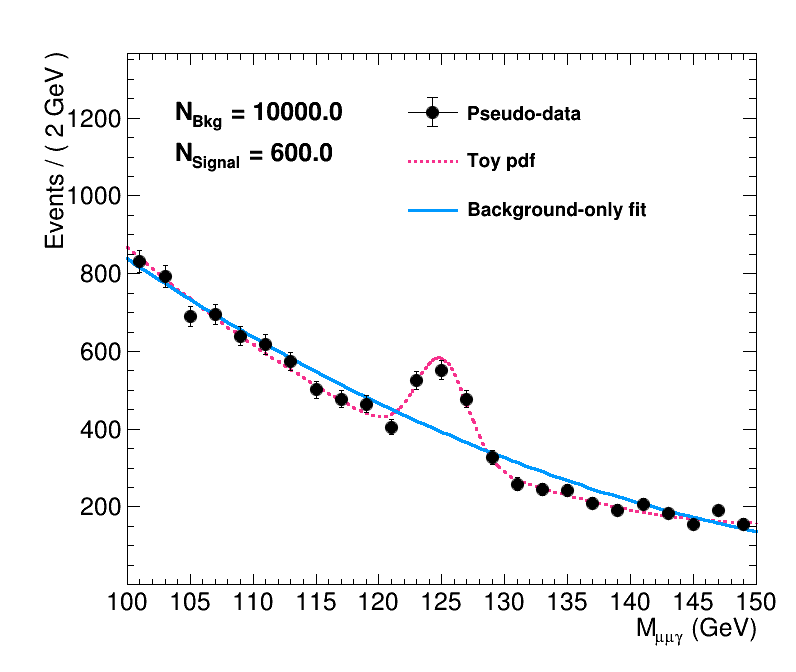 Events / ( 2 GeV )
1200
1000
800
600
400
200
N_Bkg = 10000.0
N_Signal = 600.0
Pseudo-data
Toy pdf
Background-only fit
100 105 110 115 120 125 130 135 140 145 150
M_μμγ (GeV)